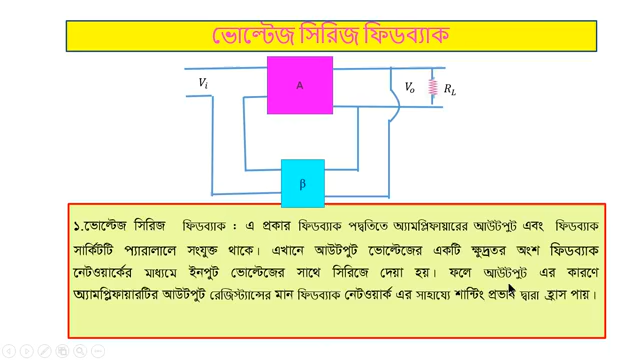 ভোল্টেজ সিরিজ ফিডব্যাক
Vi
A
Vo
RL
β
১.ভোল্টেজ সিরিজ ফিডব্যাক : এ প্রকার ফিডব্যাক পদ্বতিতে অ্যামপ্লিফায়ারের আউটপুট এবং ফিডব্যাক
সার্কিটটি প্যারালালে সংযুক্ত থাকে। এখানে আউটপুট ভোল্টেজের একটি ক্ষুদ্রতর অংশ ফিডব্যাক
নেটওয়ার্কের মাধ্যমে ইনপুট ভোল্টেজের সাথে সিরিজে দেয়া হয়। ফলে আউটপুট এর কারণে
অ্যামপ্লিফায়ারটির আউটপুট রেজিস্ট্যান্সের মান ফিডব্যাক নেটওয়ার্ক এর সাহায্যে শান্টিং প্রভাব দ্বারা হ্রাস পায়।